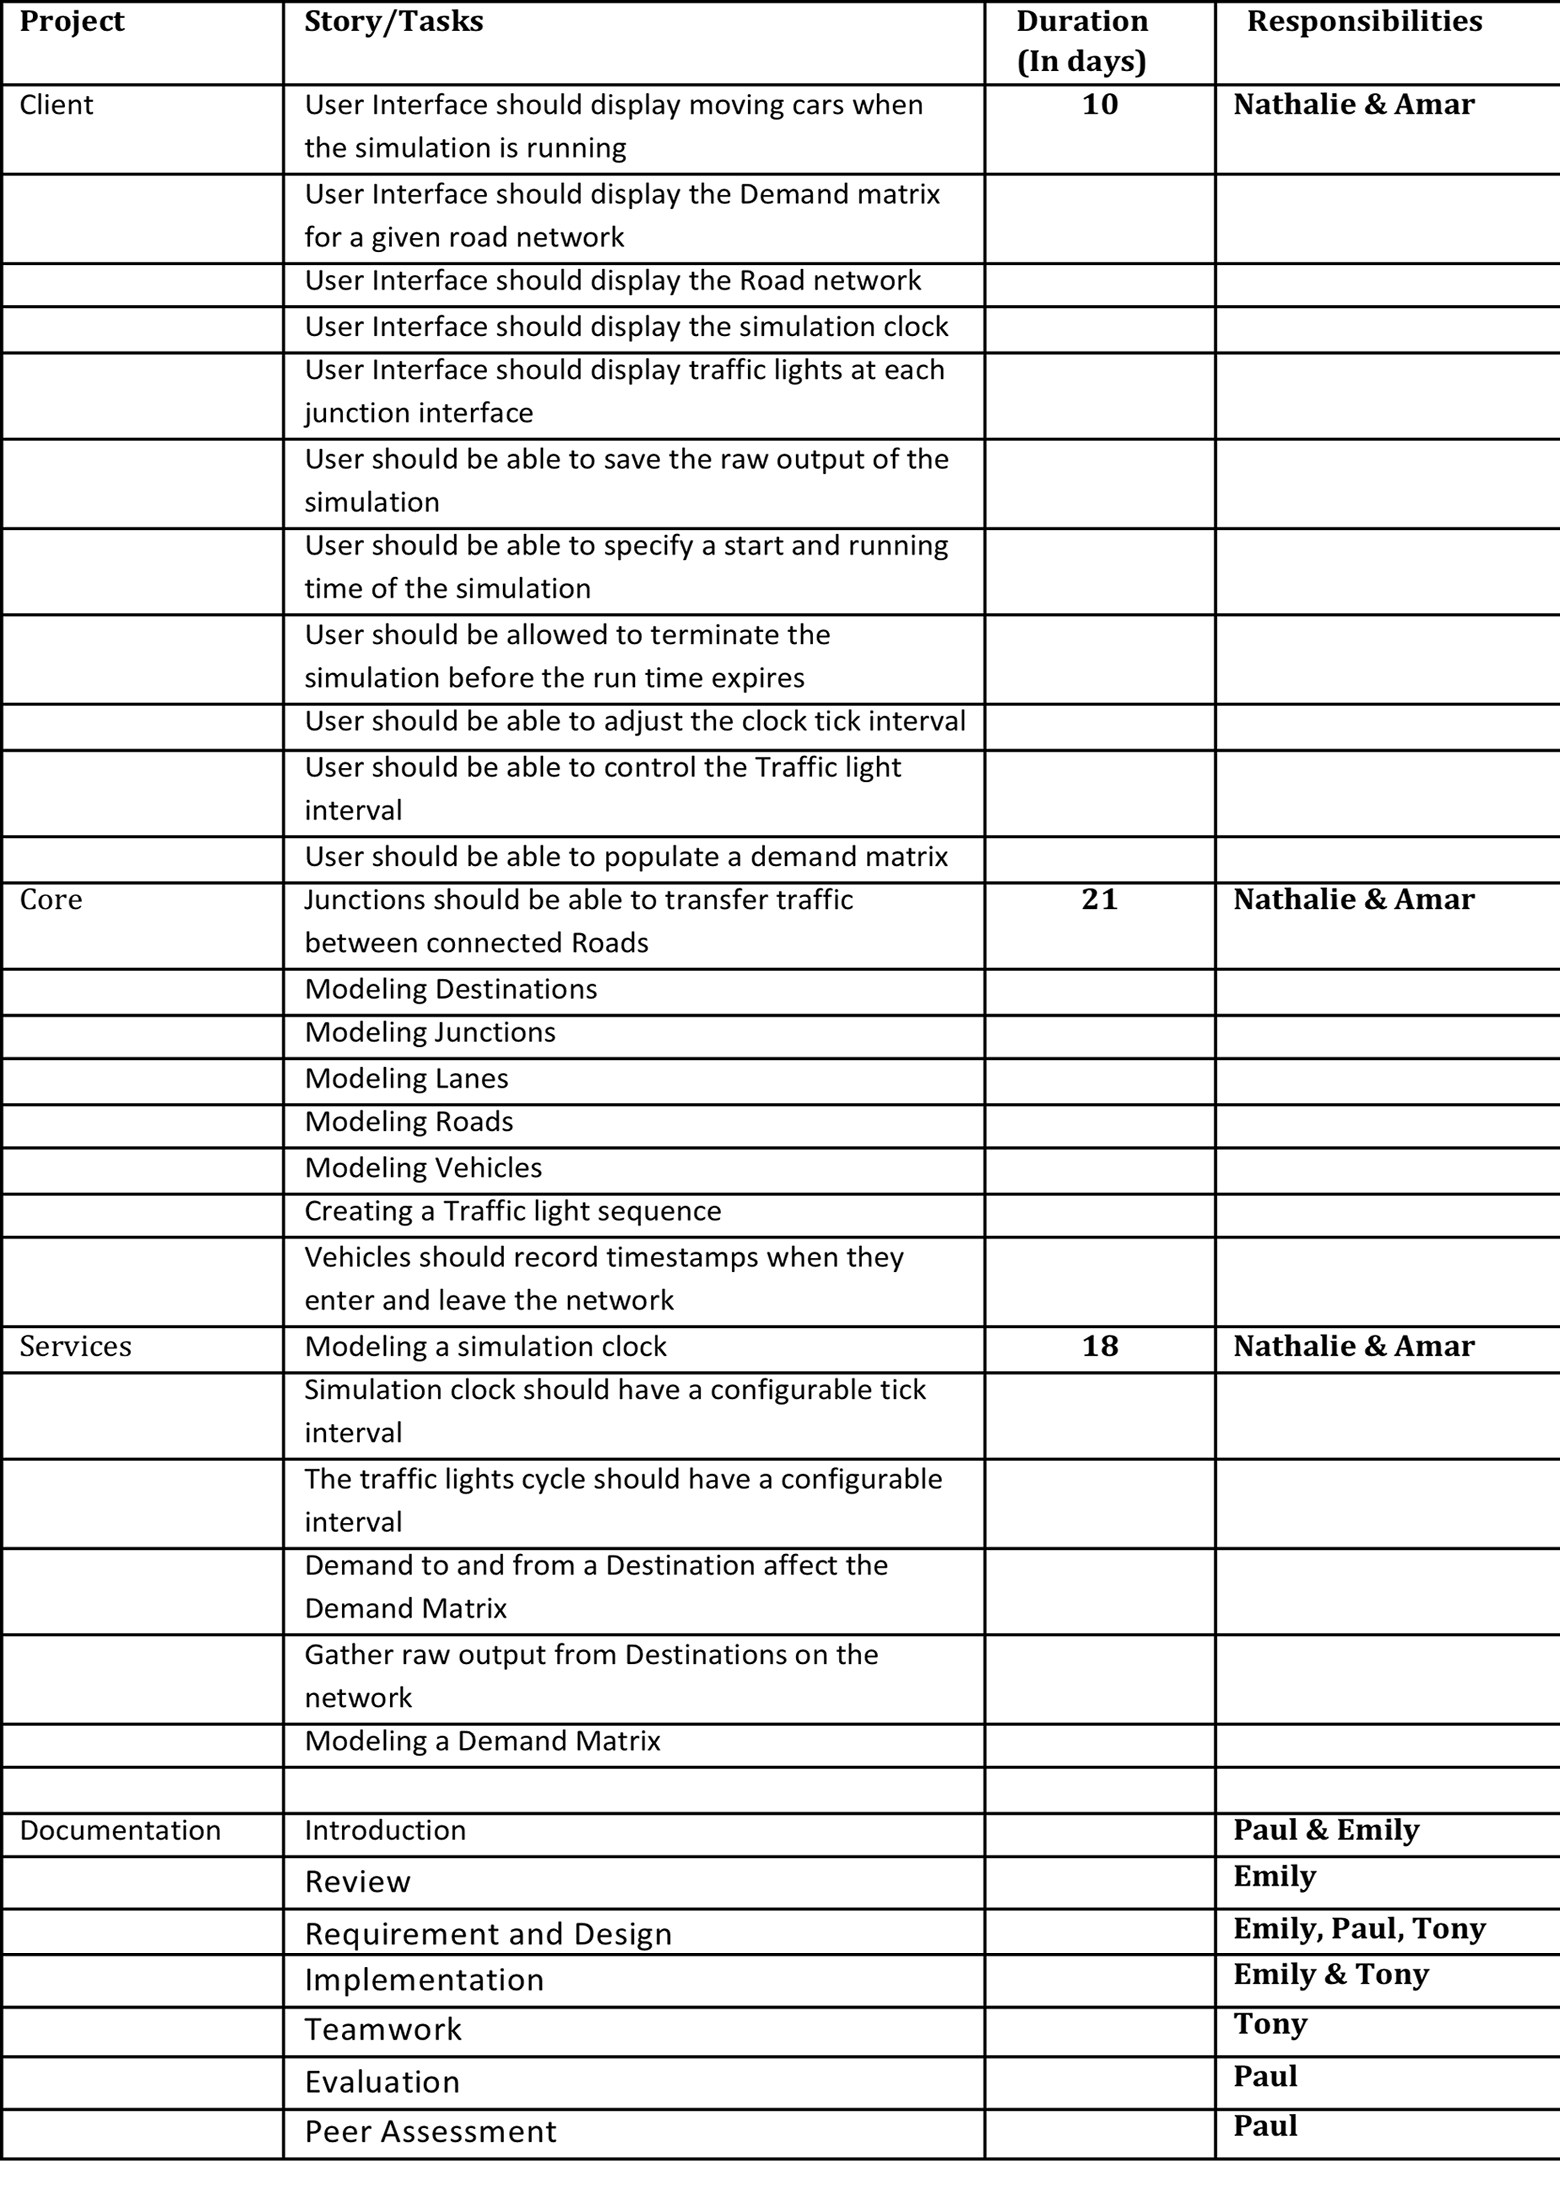 Project Story/Tasks Duration Responsibilities
(In days)
Client User Interface should display moving cars when 10 Nathalie & Amar
the simulation is running
User Interface should display the Demand matrix
for a given road network
User Interface should display the Road network
User Interface should display the simulation clock
User Interface should display traffic lights at each
junction interface
User should be able to save the raw output of the
simulation
User should be able to specify a start and running
time of the simulation
User should be allowed to terminate the
simulation before the run time expires
User should be able to adjust the clock tick interval
User should be able to control the Traffic light
interval
User should be able to populate a demand matrix
Core Junctions should be able to transfer traffic 21 Nathalie & Amar
between connected Roads
Modeling Destinations
Modeling Junctions
Modeling Lanes
Modeling Roads
Modeling Vehicles
Creating a Traffic light sequence
Vehicles should record timestamps when they
enter and leave the network
Services Modeling a simulation clock 18 Nathalie & Amar
Simulation clock should have a configurable tick
interval
The traffic lights cycle should have a configurable
interval
Demand to and from a Destination affect the
Demand Matrix
Gather raw output from Destinations on the
network
Modeling a Demand Matrix
Documentation Introduction Paul & Emily
Review Emily
Requirement and Design Emily, Paul, Tony
Implementation Emily & Tony
Teamwork Tony
Evaluation Paul
Peer Assessment Paul